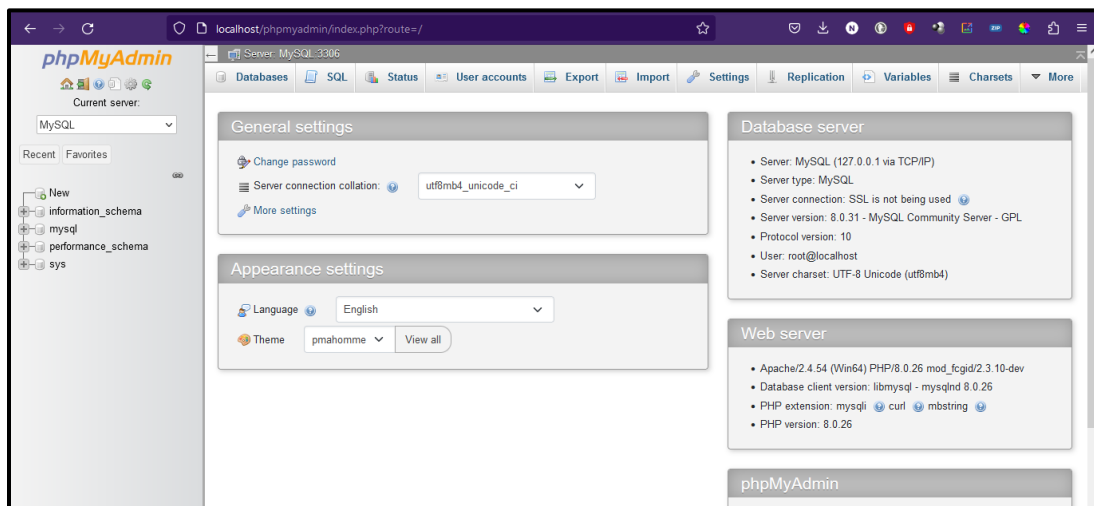 localhost/phpmyadmin/index.php?route=/
N
ZIP
phpMyAdmin
Current server:
MySQL
Recent Favorites
New
information_schema
mysql
performance_schema
sys
Server: MySQL:3306
Databases SQL Status User accounts Export Import Settings Replication Variables Charsets More
General settings
Change password
Server connection collation: utf8mb4_unicode_ci
More settings
Appearance settings
Language English
Theme pmahomme View all
Database server
• Server: MySQL (127.0.0.1 via TCP/IP)
• Server type: MySQL
• Server connection: SSL is not being used
• Server version: 8.0.31 - MySQL Community Server - GPL
• Protocol version: 10
• User: root@localhost
• Server charset: UTF-8 Unicode (utf8mb4)
Web server
• Apache/2.4.54 (Win64) PHP/8.0.26 mod_fcgid/2.3.10-dev
• Database client version: libmysql - mysqlnd 8.0.26
• PHP extension: mysqli curl mbstring
• PHP version: 8.0.26
phpMyAdmin